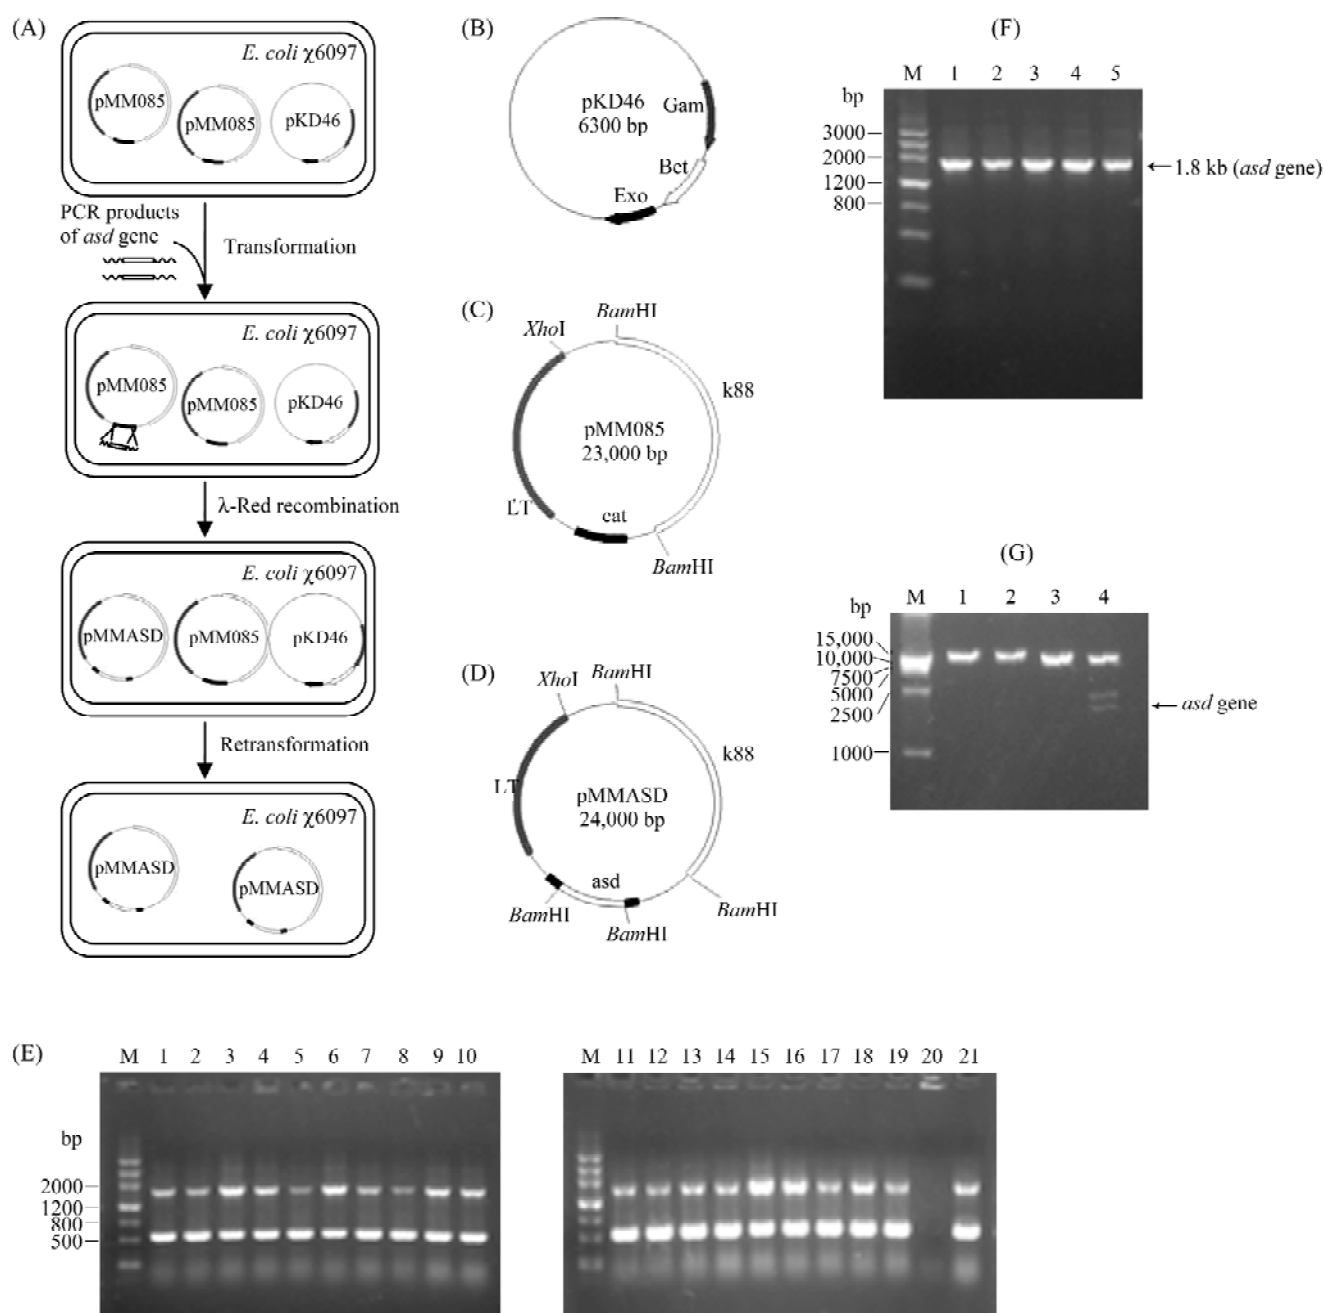 (A)
E. coli χ6097
pMM085
pMM085
pKD46
PCR products
of asd gene
Transformation
E. coli χ6097
pMM085
pMM085
pKD46
λ-Red recombination
E. coli χ6097
pMMASD
pMM085
pKD46
Retransformation
E. coli χ6097
pMMASD
pMMASD
(B)
pKD46
6300 bp
Gam
Bet
Exo
(C)
BamHI
XhoI
k88
pMM085
23,000 bp
LT
cat
BamHI
(D)
BamHI
XhoI
k88
LT
pMMASD
24,000 bp
asd
BamHI
BamHI
BamHI
(F)
M 1 2 3 4 5
bp
3000
2000
1200
800
1.8 kb (asd gene)
(G)
M 1 2 3 4
bp
15,000
10,000
7500
5000
2500
1000
asd gene
(E)
M 1 2 3 4 5 6 7 8 9 10
bp
2000
1200
800
500
M 11 12 13 14 15 16 17 18 19 20 21